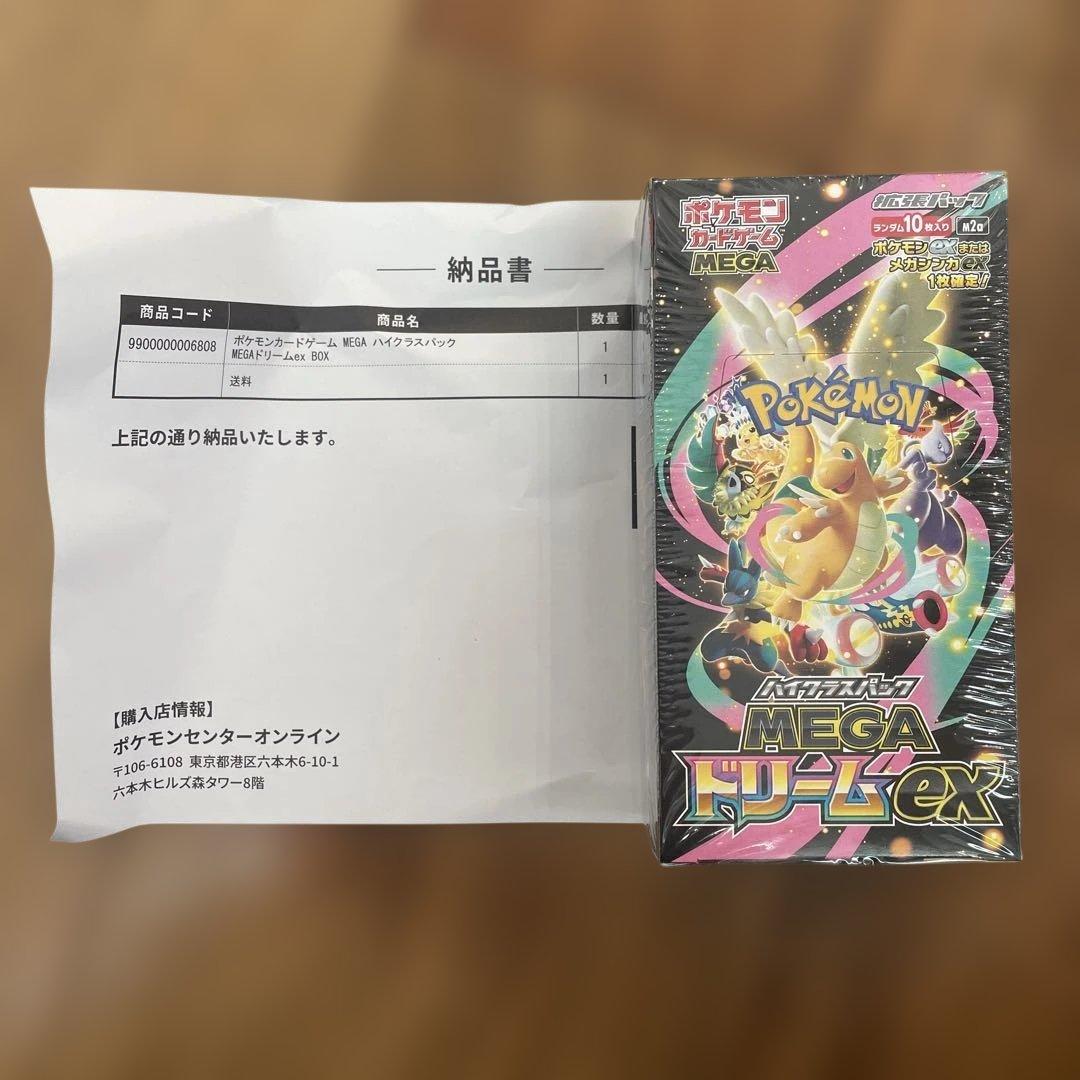 納品書
商品コード 商品名 数量
9900000006808 ポケモンカードゲーム MEGA ハイクラスパック 1
MEGAドリームex BOX
送料 1
上記の通り納品いたします。
【購入店情報】
ポケモンセンターオンライン
〒106-6108 東京都港区六本木6-10-1
六本木ヒルズ森タワー8階
ポケモン
カードゲーム
MEGA
拡張パック
ランダム10枚入り M2a
ポケモンexまたは
メガシンカex
1枚確定!
POKéMON
ハイクラスパック
MEGA
ドリームex